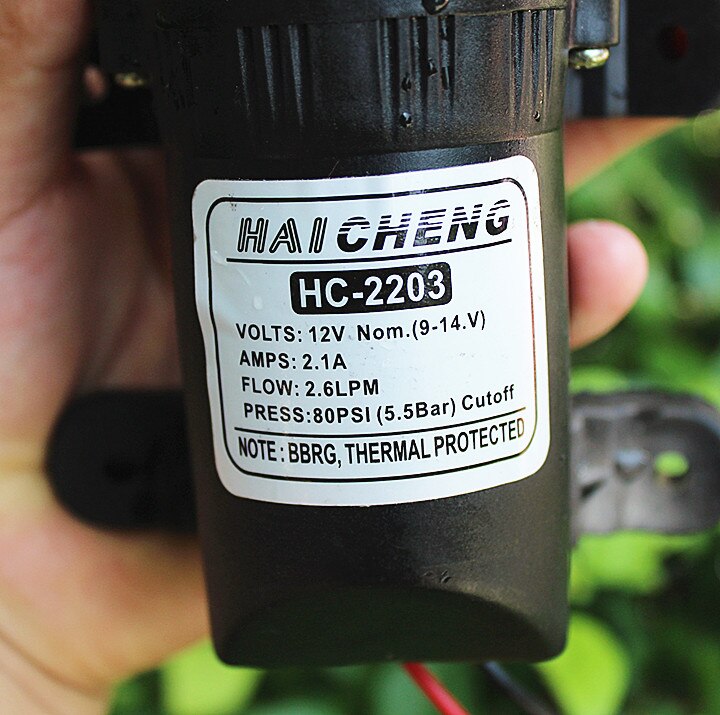 HAICHENG
HC-2203
VOLTS: 12V Nom.(9-14.V)
AMPS: 2.1A
FLOW: 2.6LPM
PRESS:80PSI (5.5Bar) Cutoff
NOTE : BBRG, THERMAL PROTECTED